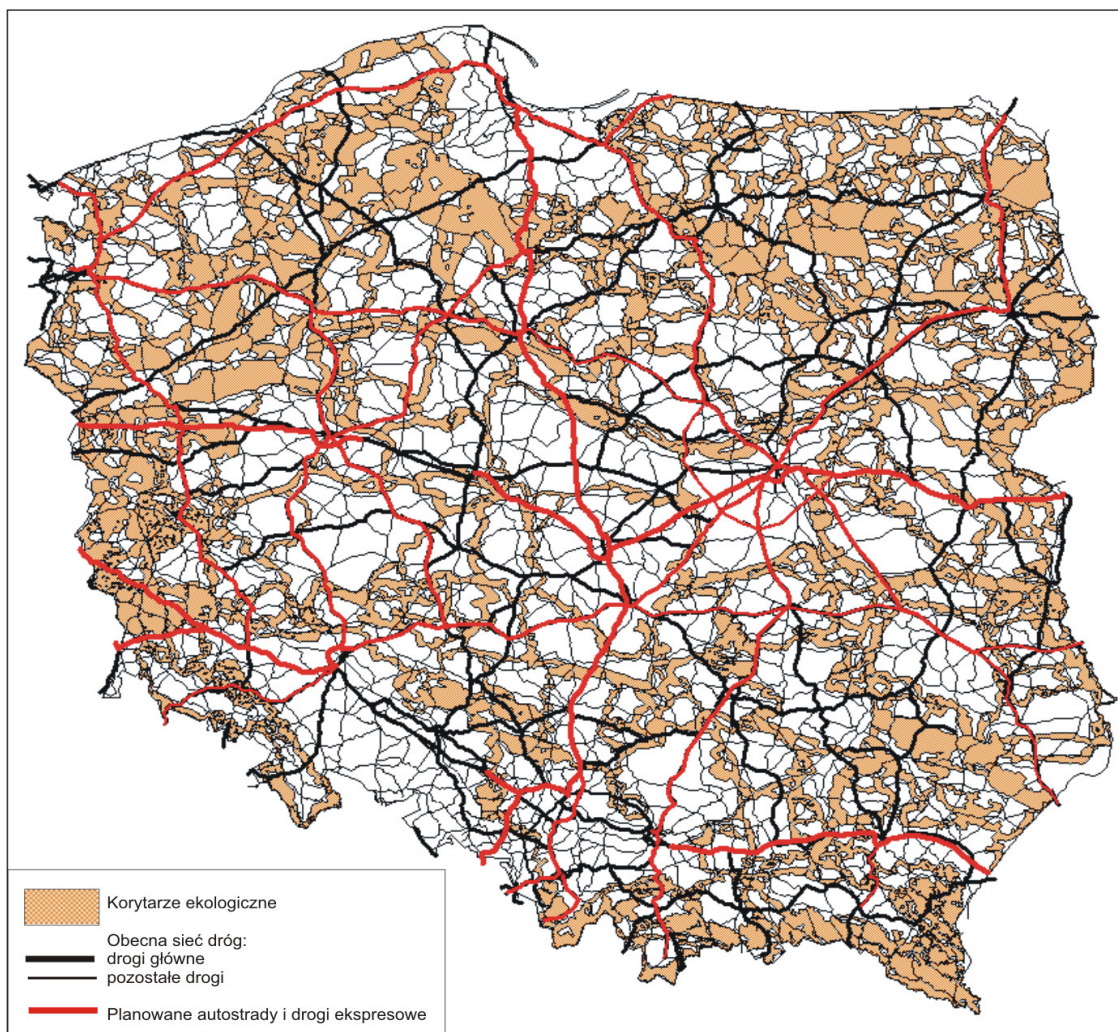 Korytarze ekologiczne
Obecna sieć dróg:
drogi główne
pozostałe drogi
Planowane autostrady i drogi ekspresowe